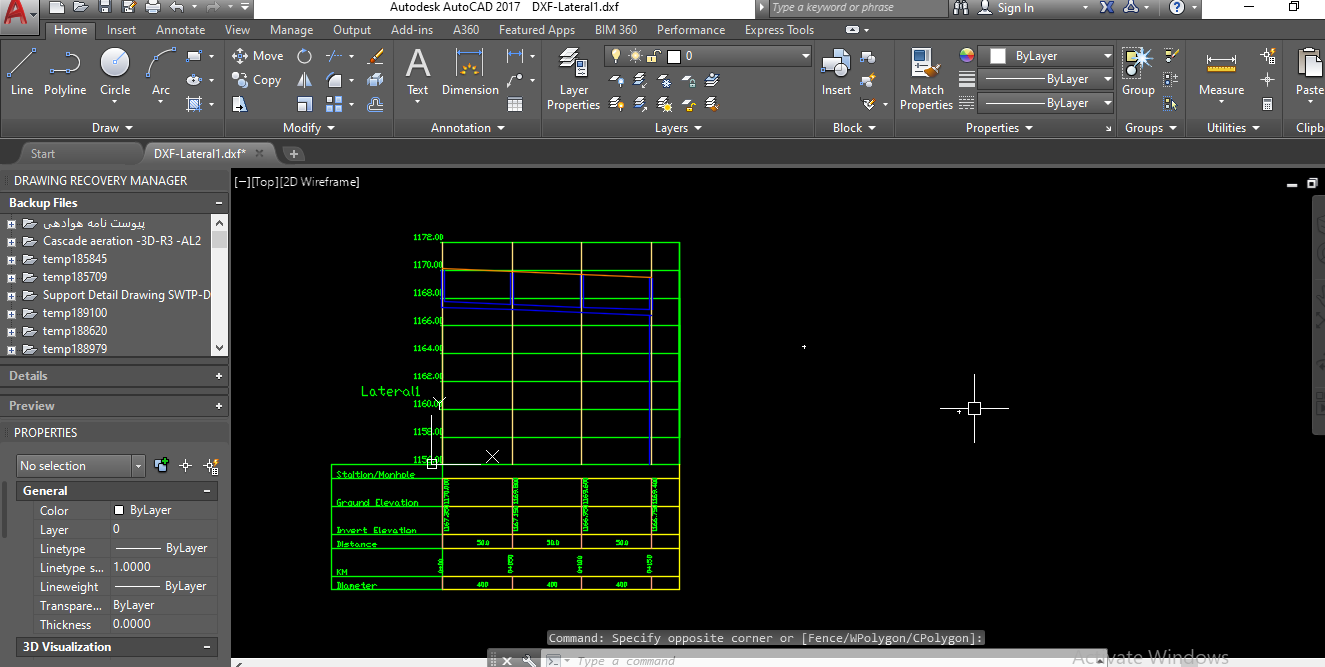 Autodesk AutoCAD 2017 DXF-Lateral1.dxf
Type a keyword or phrase
Sign In
Home Insert Annotate View Manage Output Add-ins A360 Featured Apps BIM 360 Performance Express Tools
Line Polyline Circle Arc
Move
Copy
Text Dimension
Layer
Properties
0
Insert
Match
Properties
ByLayer
ByLayer
ByLayer
Group
Measure
Paste
Draw Modify Annotation Layers Block Properties Groups Utilities Clipb
Start DXF-Lateral1.dxf*
DRAWING RECOVERY MANAGER
Backup Files
پیوست نامه هوادهی
Cascade aeration -3D-R3 -AL2
temp185845
temp185709
Support Detail Drawing SWTP-D
temp189100
temp188620
temp188979
Details
Preview
PROPERTIES
No selection
General
Color ByLayer
Layer 0
Linetype ByLayer
Linetype s... 1.0000
Lineweight ByLayer
Transpare... ByLayer
Thickness 0.0000
3D Visualization
[−][Top][2D Wireframe]
1172.00
1170.00
1168.00
1166.00
1164.00
1162.00
Lateral1
1160.00
1158.00
Ground Elevation
Invert Elevation
Distance 50.0 50.0 50.0
KM
Diameter 400 400 400
Command: Specify opposite corner or [Fence/WPolygon/CPolygon]:
Type a command
Activate Windows